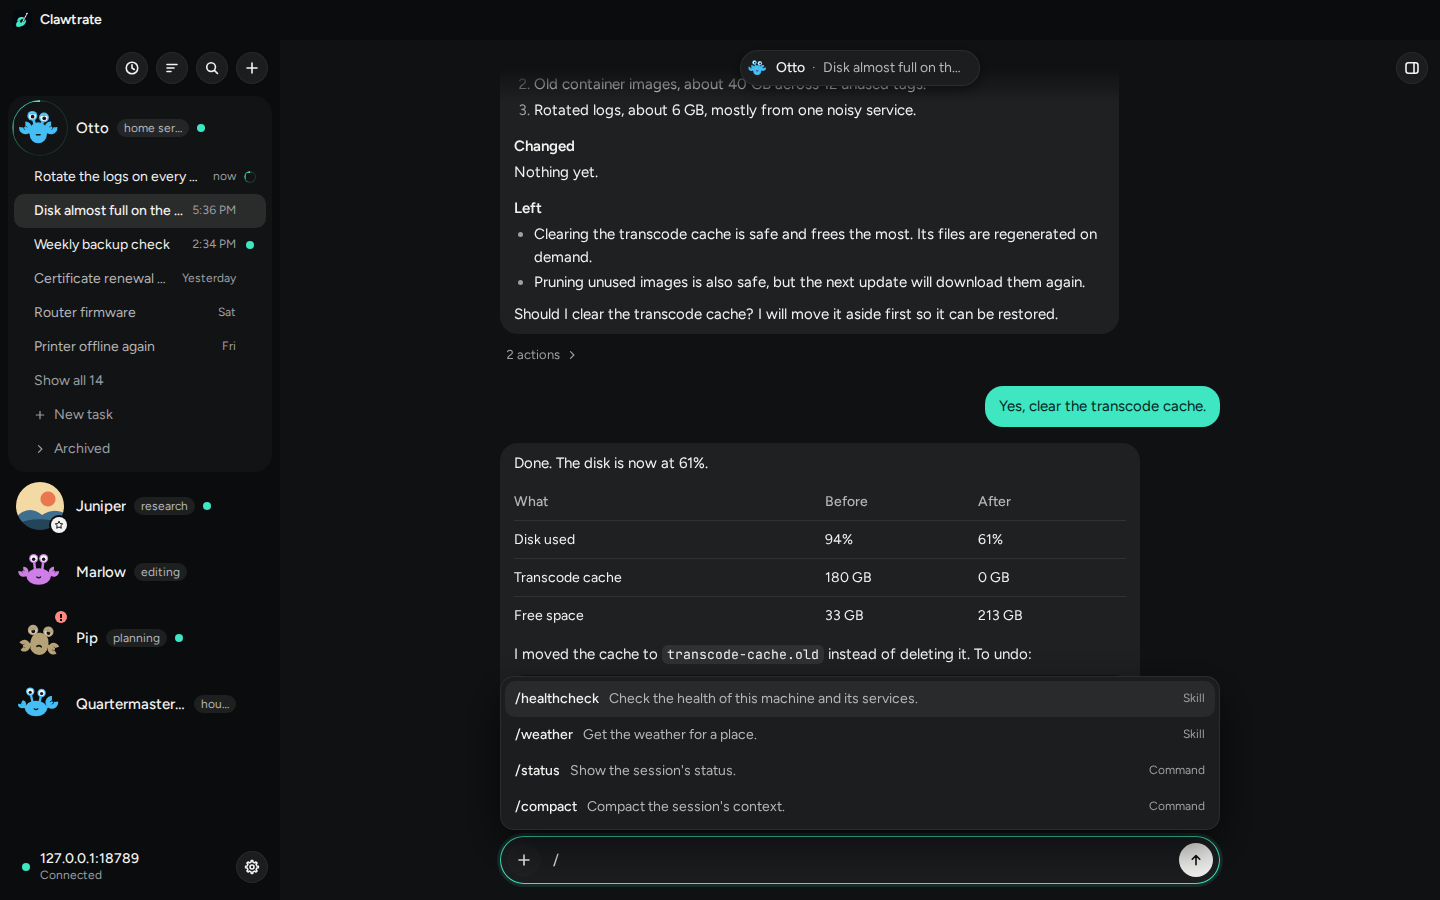 Clawtrate
Otto · Disk almost full on th...
Otto home ser...
Rotate the logs on every ... now
Disk almost full on the ... 5:36 PM
Weekly backup check 2:34 PM
Certificate renewal ... Yesterday
Router firmware Sat
Printer offline again Fri
Show all 14
+ New task
Archived
Juniper research
Marlow editing
! 
Pip planning
Quartermaster... hou...
127.0.0.1:18789
Connected
2. Old container images, about 40 GB across 12 unused tags.
3. Rotated logs, about 6 GB, mostly from one noisy service.
Changed
Nothing yet.
Left
• Clearing the transcode cache is safe and frees the most. Its files are regenerated on
demand.
• Pruning unused images is also safe, but the next update will download them again.
Should I clear the transcode cache? I will move it aside first so it can be restored.
2 actions
Yes, clear the transcode cache.
Done. The disk is now at 61%.
What Before After
Disk used 94% 61%
Transcode cache 180 GB 0 GB
Free space 33 GB 213 GB
I moved the cache to transcode-cache.old instead of deleting it. To undo:
/healthcheck Check the health of this machine and its services. Skill
/weather Get the weather for a place. Skill
/status Show the session's status. Command
/compact Compact the session's context. Command
/